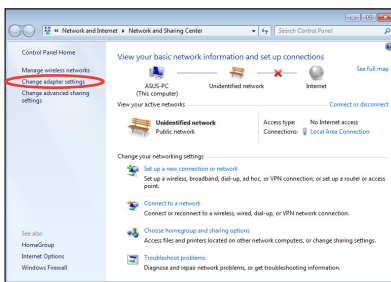 « Network and Internet ▸ Network and Sharing Center
Search Control Panel
Control Panel Home
Manage wireless networks
Change adapter settings
Change advanced sharing
settings
See also
HomeGroup
Internet Options
Windows Firewall
View your basic network information and set up connections
See full map
ASUS-PC
(This computer)
Unidentified network
Internet
View your active networks
Connect or disconnect
Unidentified network
Public network
Access type: No Internet access
Connections: Local Area Connection
Change your networking settings
Set up a new connection or network
Set up a wireless, broadband, dial-up, ad hoc, or VPN connection; or set up a router or access
point.
Connect to a network
Connect or reconnect to a wireless, wired, dial-up, or VPN network connection.
Choose homegroup and sharing options
Access files and printers located on other network computers, or change sharing settings.
Troubleshoot problems
Diagnose and repair network problems, or get troubleshooting information.